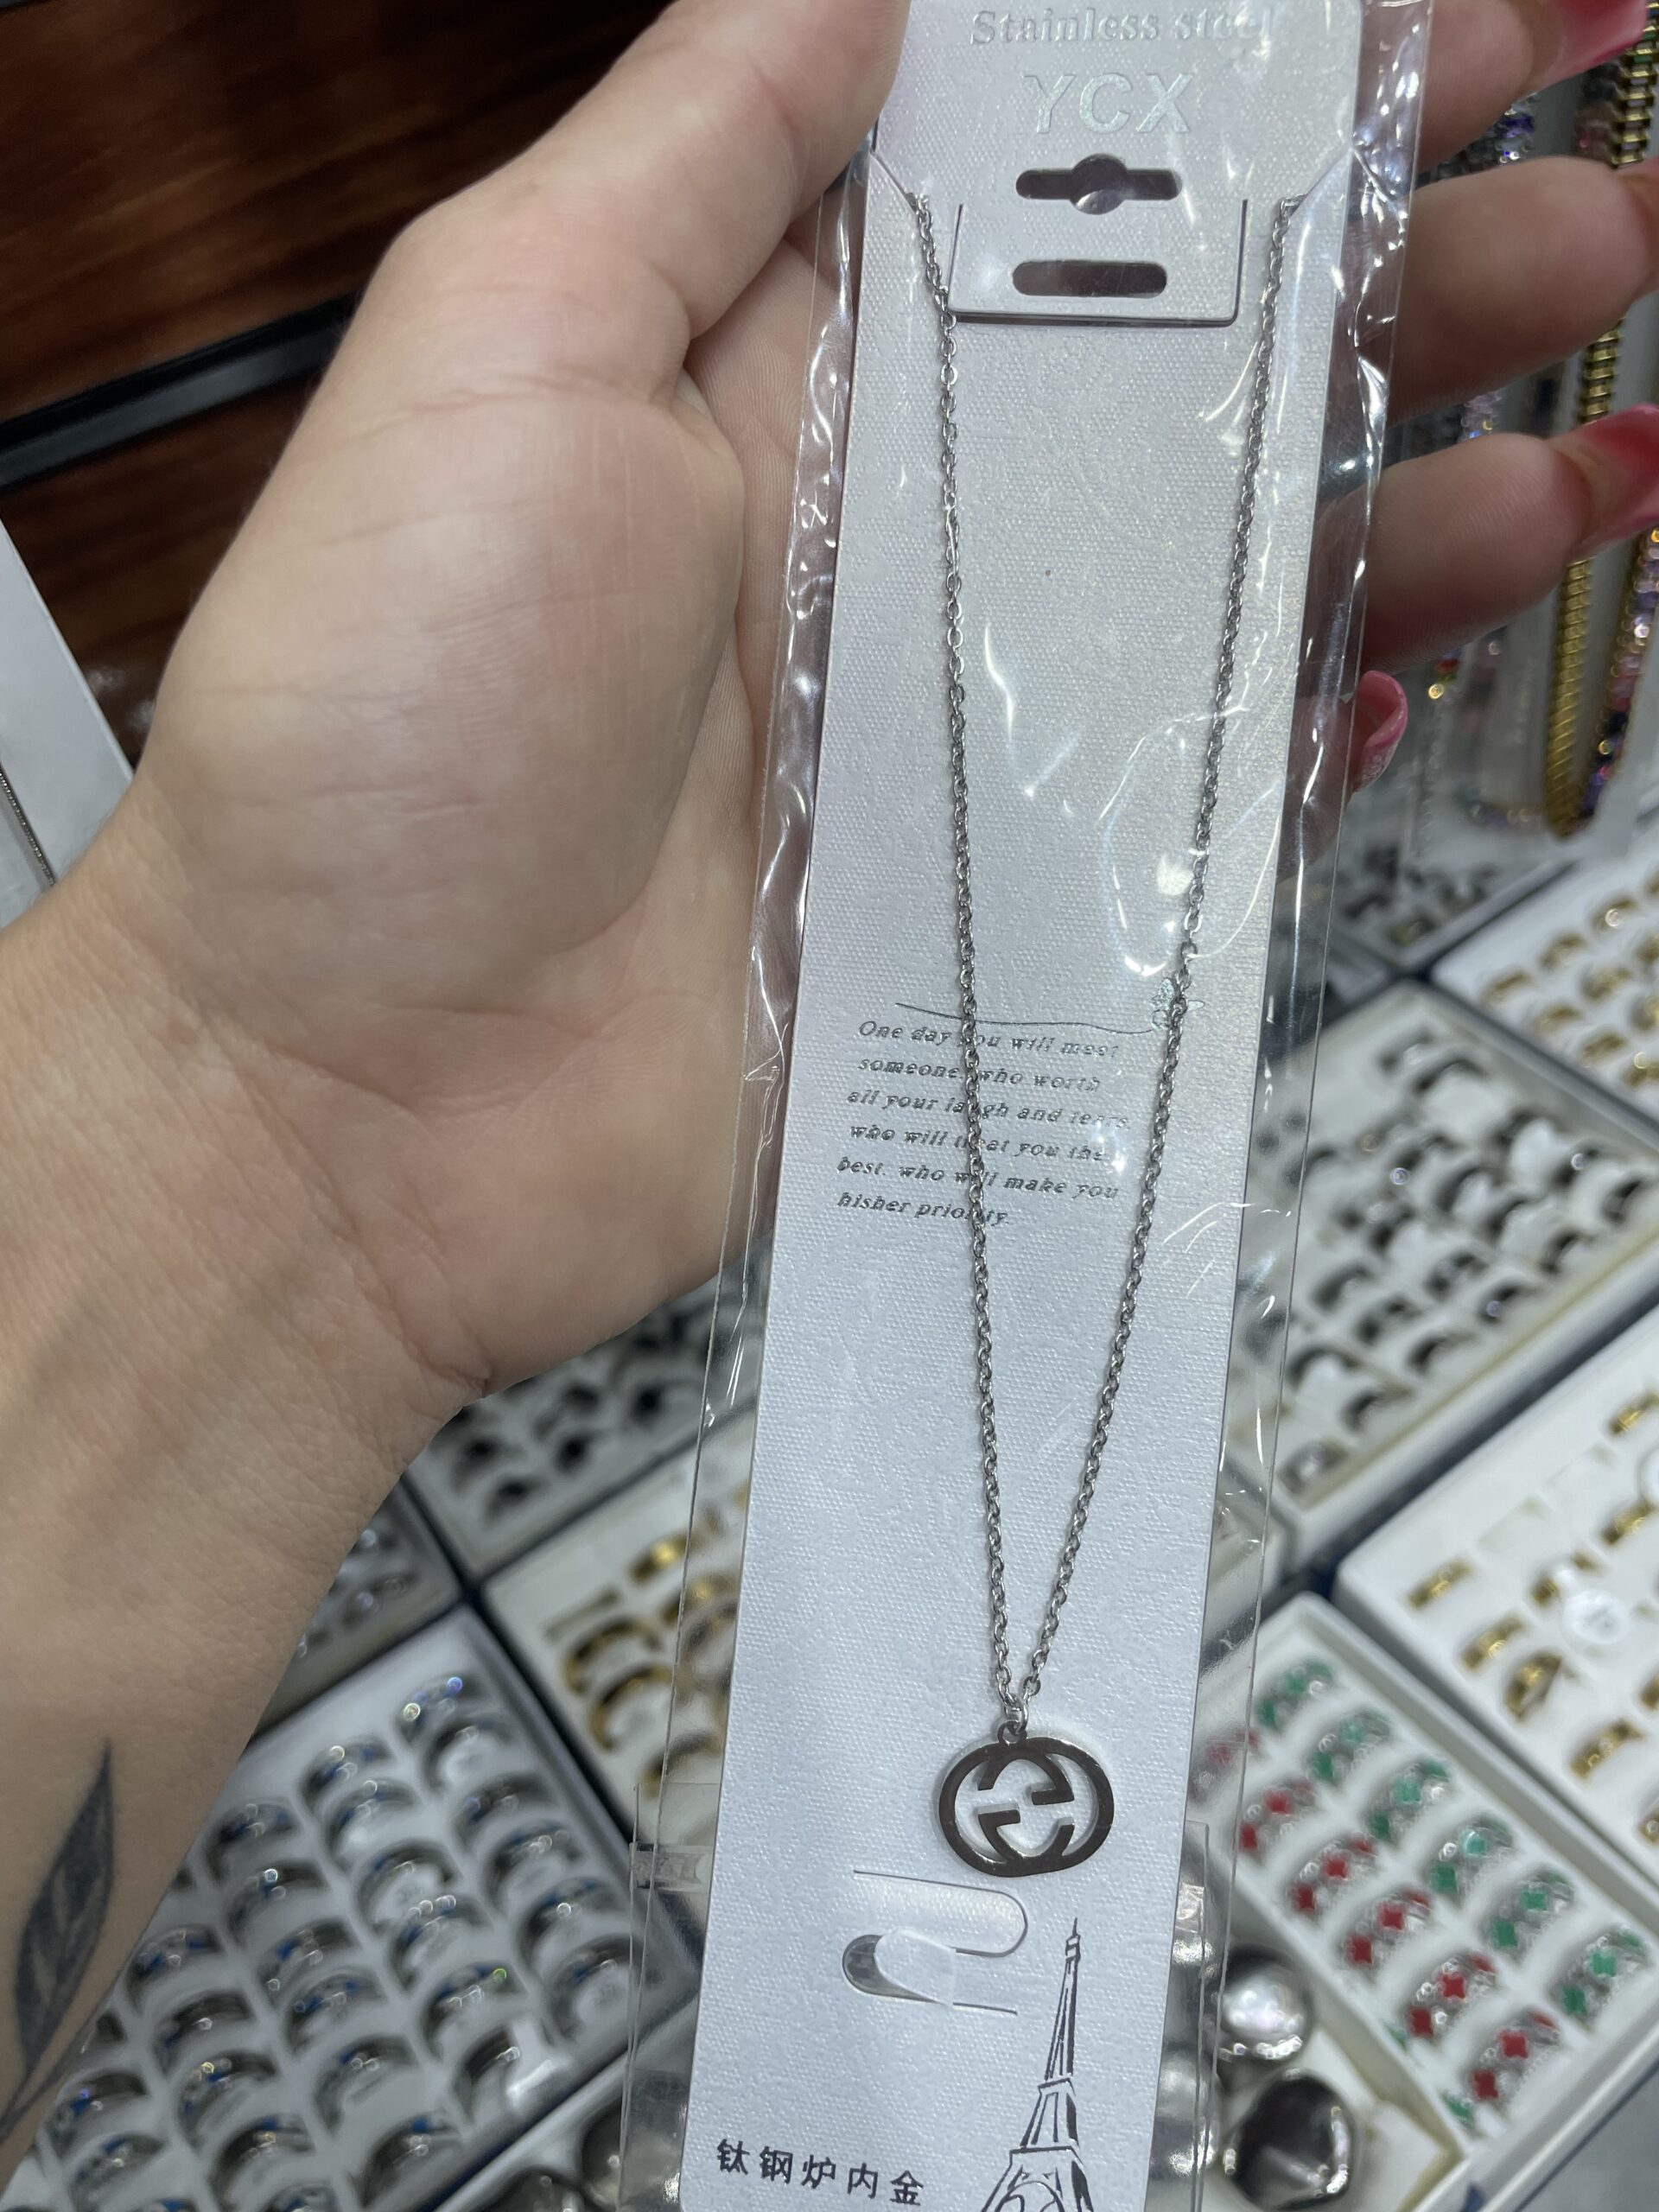 Stainless steel
YCX
One day you will meet
someone, who worth
all your laugh and tears
who will treat you the
best. who will make you
hisher priority.
钛钢炉内金